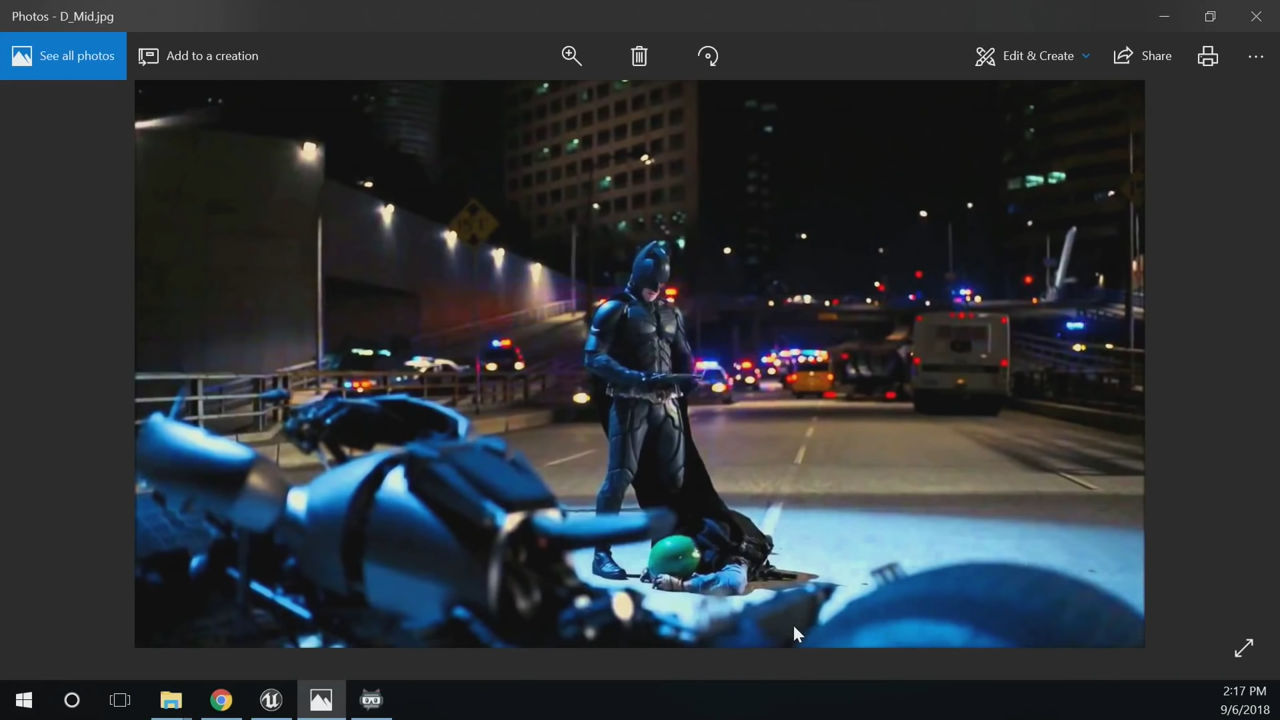 Photos - D_Mid.jpg
See all photos
Add to a creation
Edit & Create
Share
2:17 PM
9/6/2018